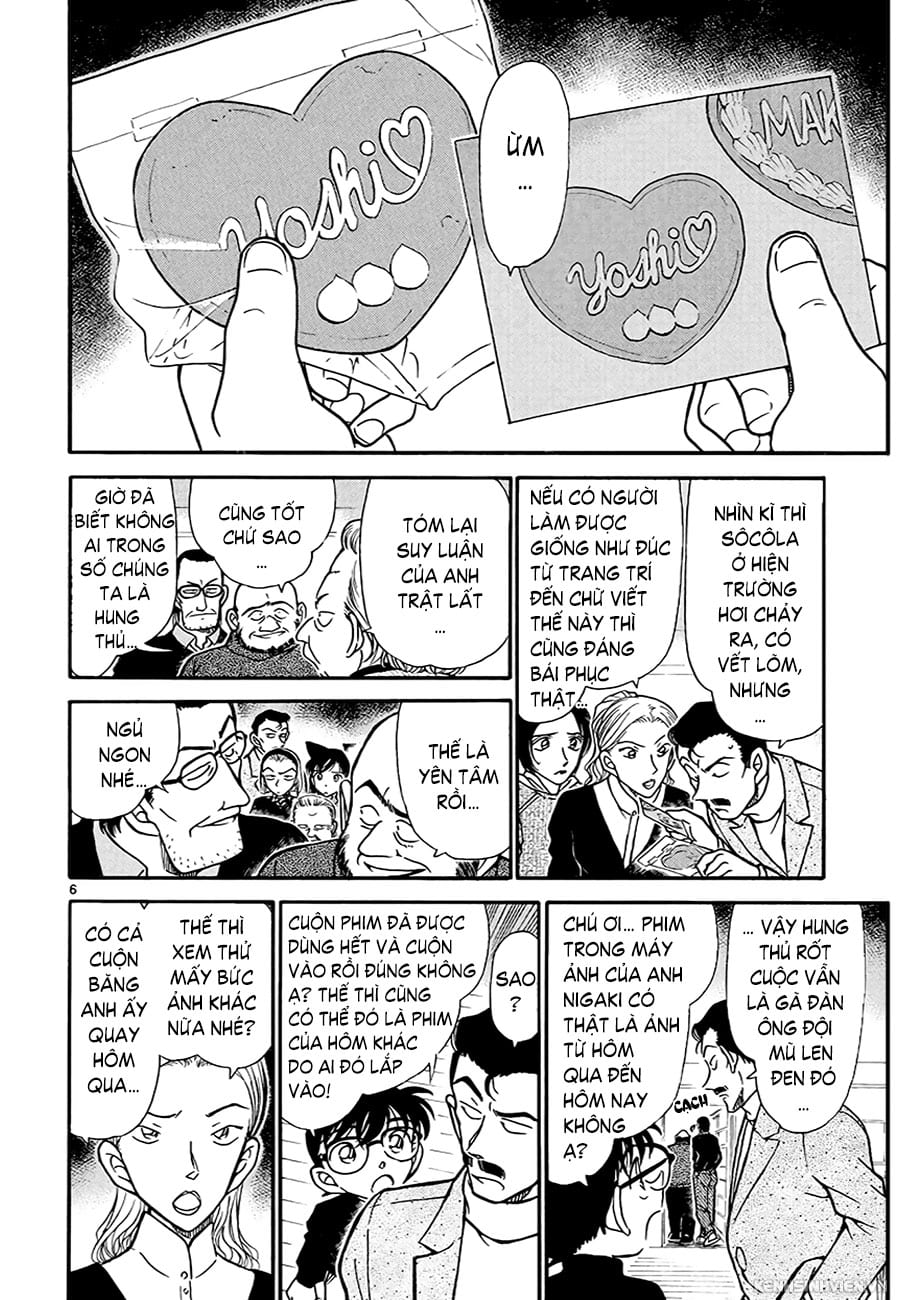 Yoshi♡
ỪM
...
MAK
Yoshi♡
NHÌN KĨ THÌ
SÔCÔLA
Ở HIỆN
TRƯỜNG
HƠI CHẢY
RA, CÓ
VẾT LÕM,
NHƯNG
...
NẾU CÓ NGƯỜI
LÀM ĐƯỢC
GIỐNG NHƯ ĐÚC
TỪ TRANG TRÍ
ĐẾN CHỮ VIẾT
THẾ NÀY THÌ
CŨNG ĐÁNG
BÁI PHỤC
THẬT...
TÓM LẠI
SUY LUẬN
CỦA ANH
TRẬT LẤT
...
CŨNG TỐT
CHỨ SAO
...
GIỜ ĐÃ
BIẾT KHÔNG
AI TRONG
SỐ CHÚNG
TA LÀ
HUNG
THỦ...
THẾ LÀ
YÊN TÂM
RỒI...
NGỦ
NGON
NHÉ...
6
... VẬY HUNG
THỦ RỐT
CUỘC VẪN
LÀ GÃ ĐÀN
ÔNG ĐỘI
MŨ LEN
ĐEN ĐÓ
...
CẠCH
CHÚ ƠI... PHIM
TRONG MÁY
ẢNH CỦA ANH
NIGAKI CÓ
THẬT LÀ ẢNH
TỪ HÔM
QUA ĐẾN
HÔM NAY
KHÔNG
Ạ?
SAO
?
CUỘN PHIM ĐÃ ĐƯỢC
DÙNG HẾT VÀ CUỘN
VÀO RỒI ĐÚNG KHÔNG
Ạ? THẾ THÌ CŨNG
CÓ THỂ ĐÓ LÀ PHIM
CỦA HÔM KHÁC
DO AI ĐÓ LẮP
VÀO!
THẾ THÌ
XEM THỬ
MẤY BỨC
ẢNH KHÁC
NỮA NHÉ?
CÓ CẢ
CUỘN
BĂNG
ANH ẤY
QUAY
HÔM
QUA...